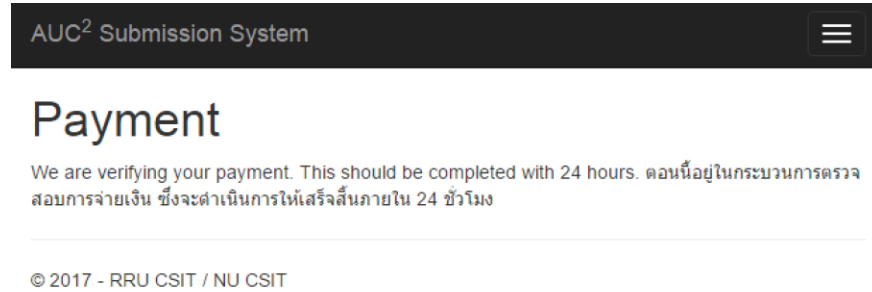 AUC² Submission System
Payment
We are verifying your payment. This should be completed with 24 hours. ตอนนี้อยู่ในกระบวนการตรวจ
สอบการจ่ายเงิน ซึ่งจะดำเนินการให้เสร็จสิ้นภายใน 24 ชั่วโมง
© 2017 - RRU CSIT / NU CSIT